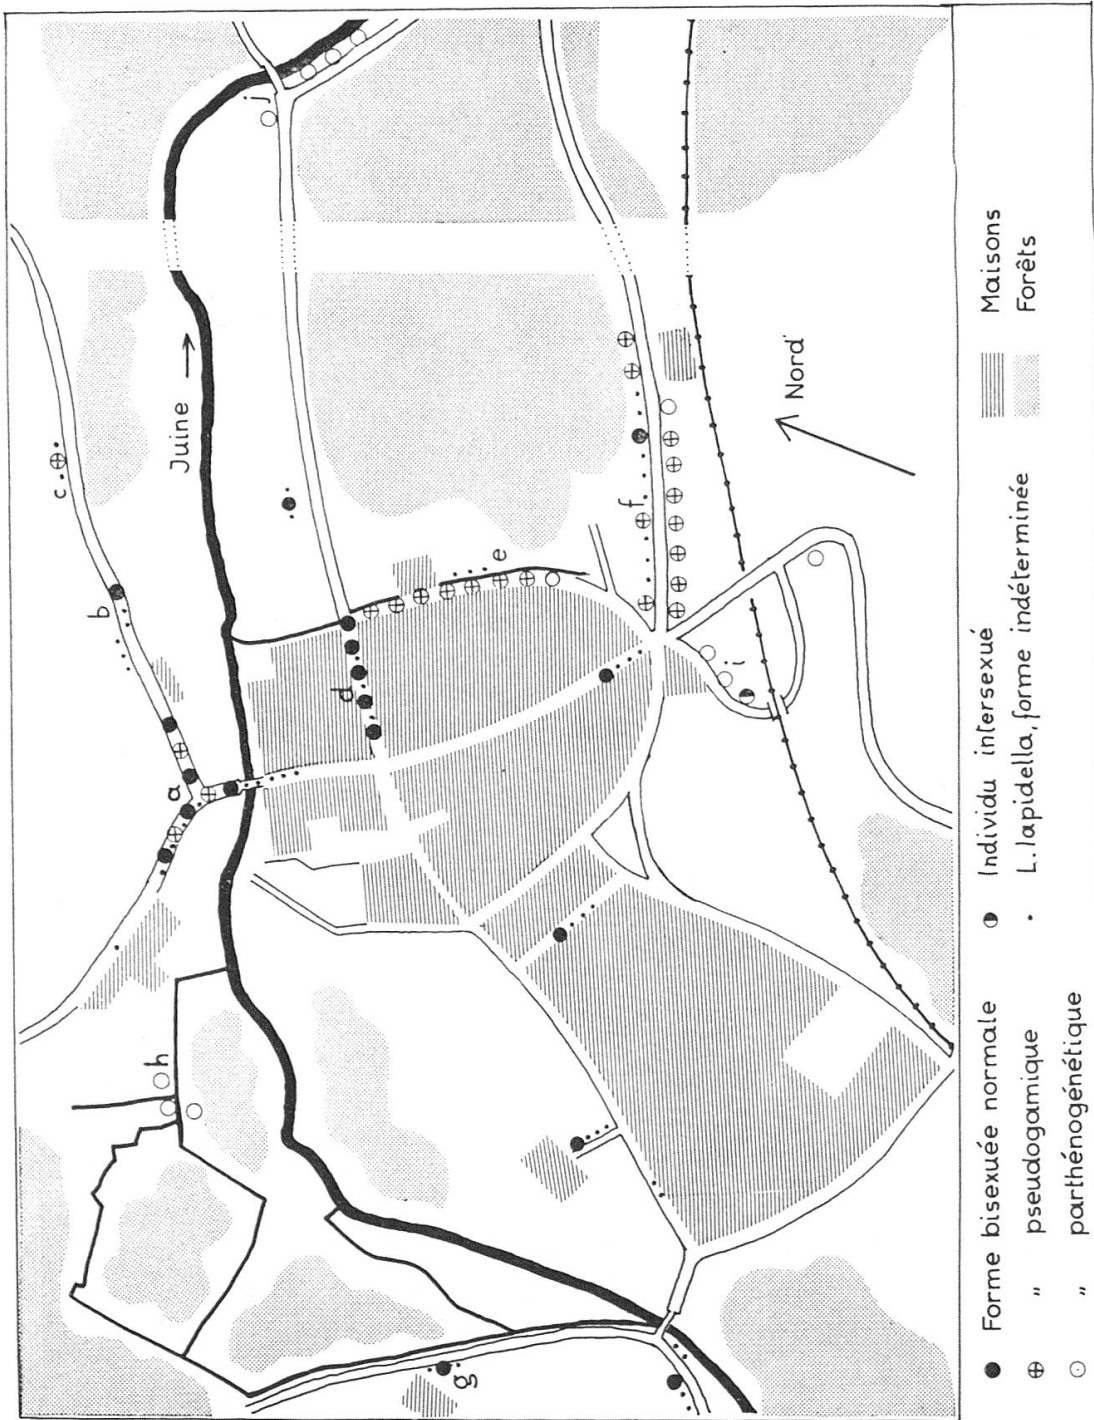 Juine
Nord
a
b
c
d
e
f
g
h
i
j
● Forme bisexuée normale
⊕ " pseudogamique
○ " parthénogénétique
◑ Individu intersexué
• L. lapidella, forme indéterminée
Maisons
Forêts